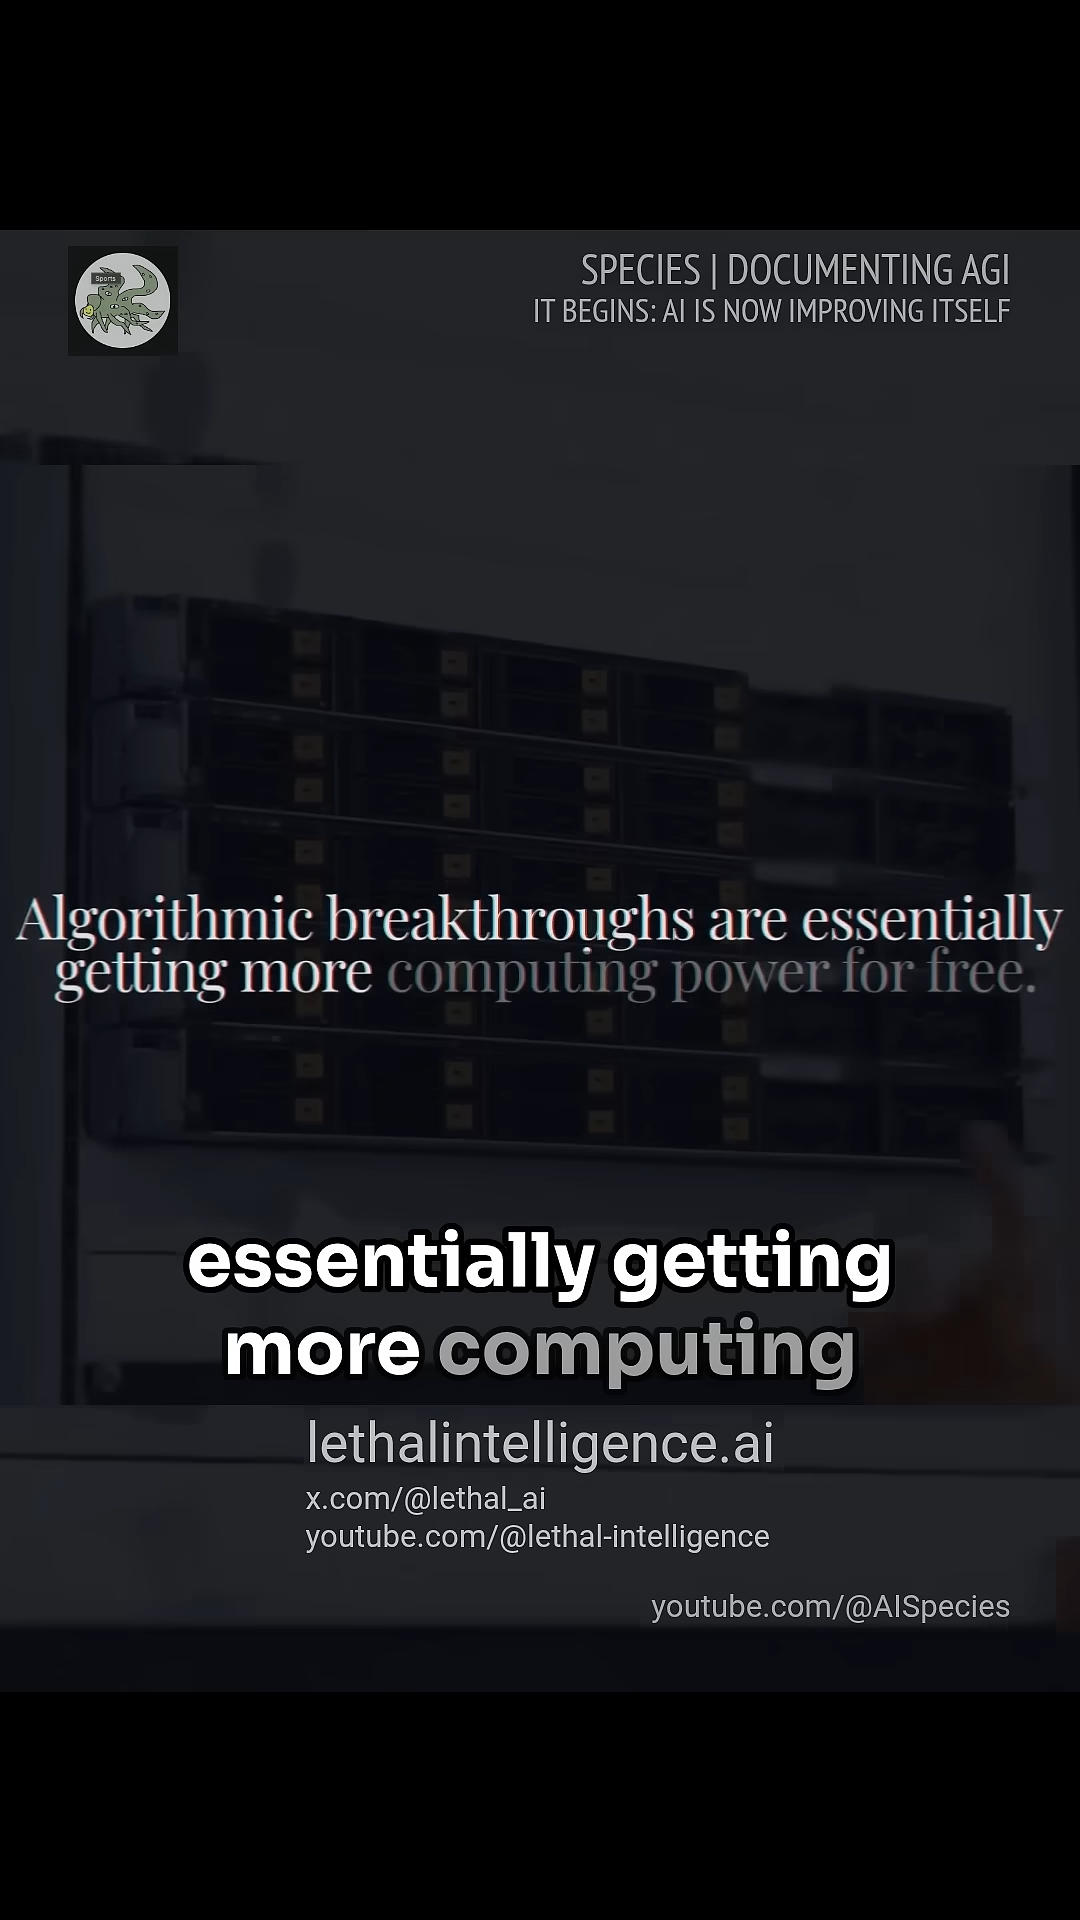 Sports
SPECIES | DOCUMENTING AGI
IT BEGINS: AI IS NOW IMPROVING ITSELF
Algorithmic breakthroughs are essentially
getting more computing power for free.
essentially getting
more computing
lethalintelligence.ai
x.com/@lethal_ai
youtube.com/@lethal-intelligence
youtube.com/@AISpecies